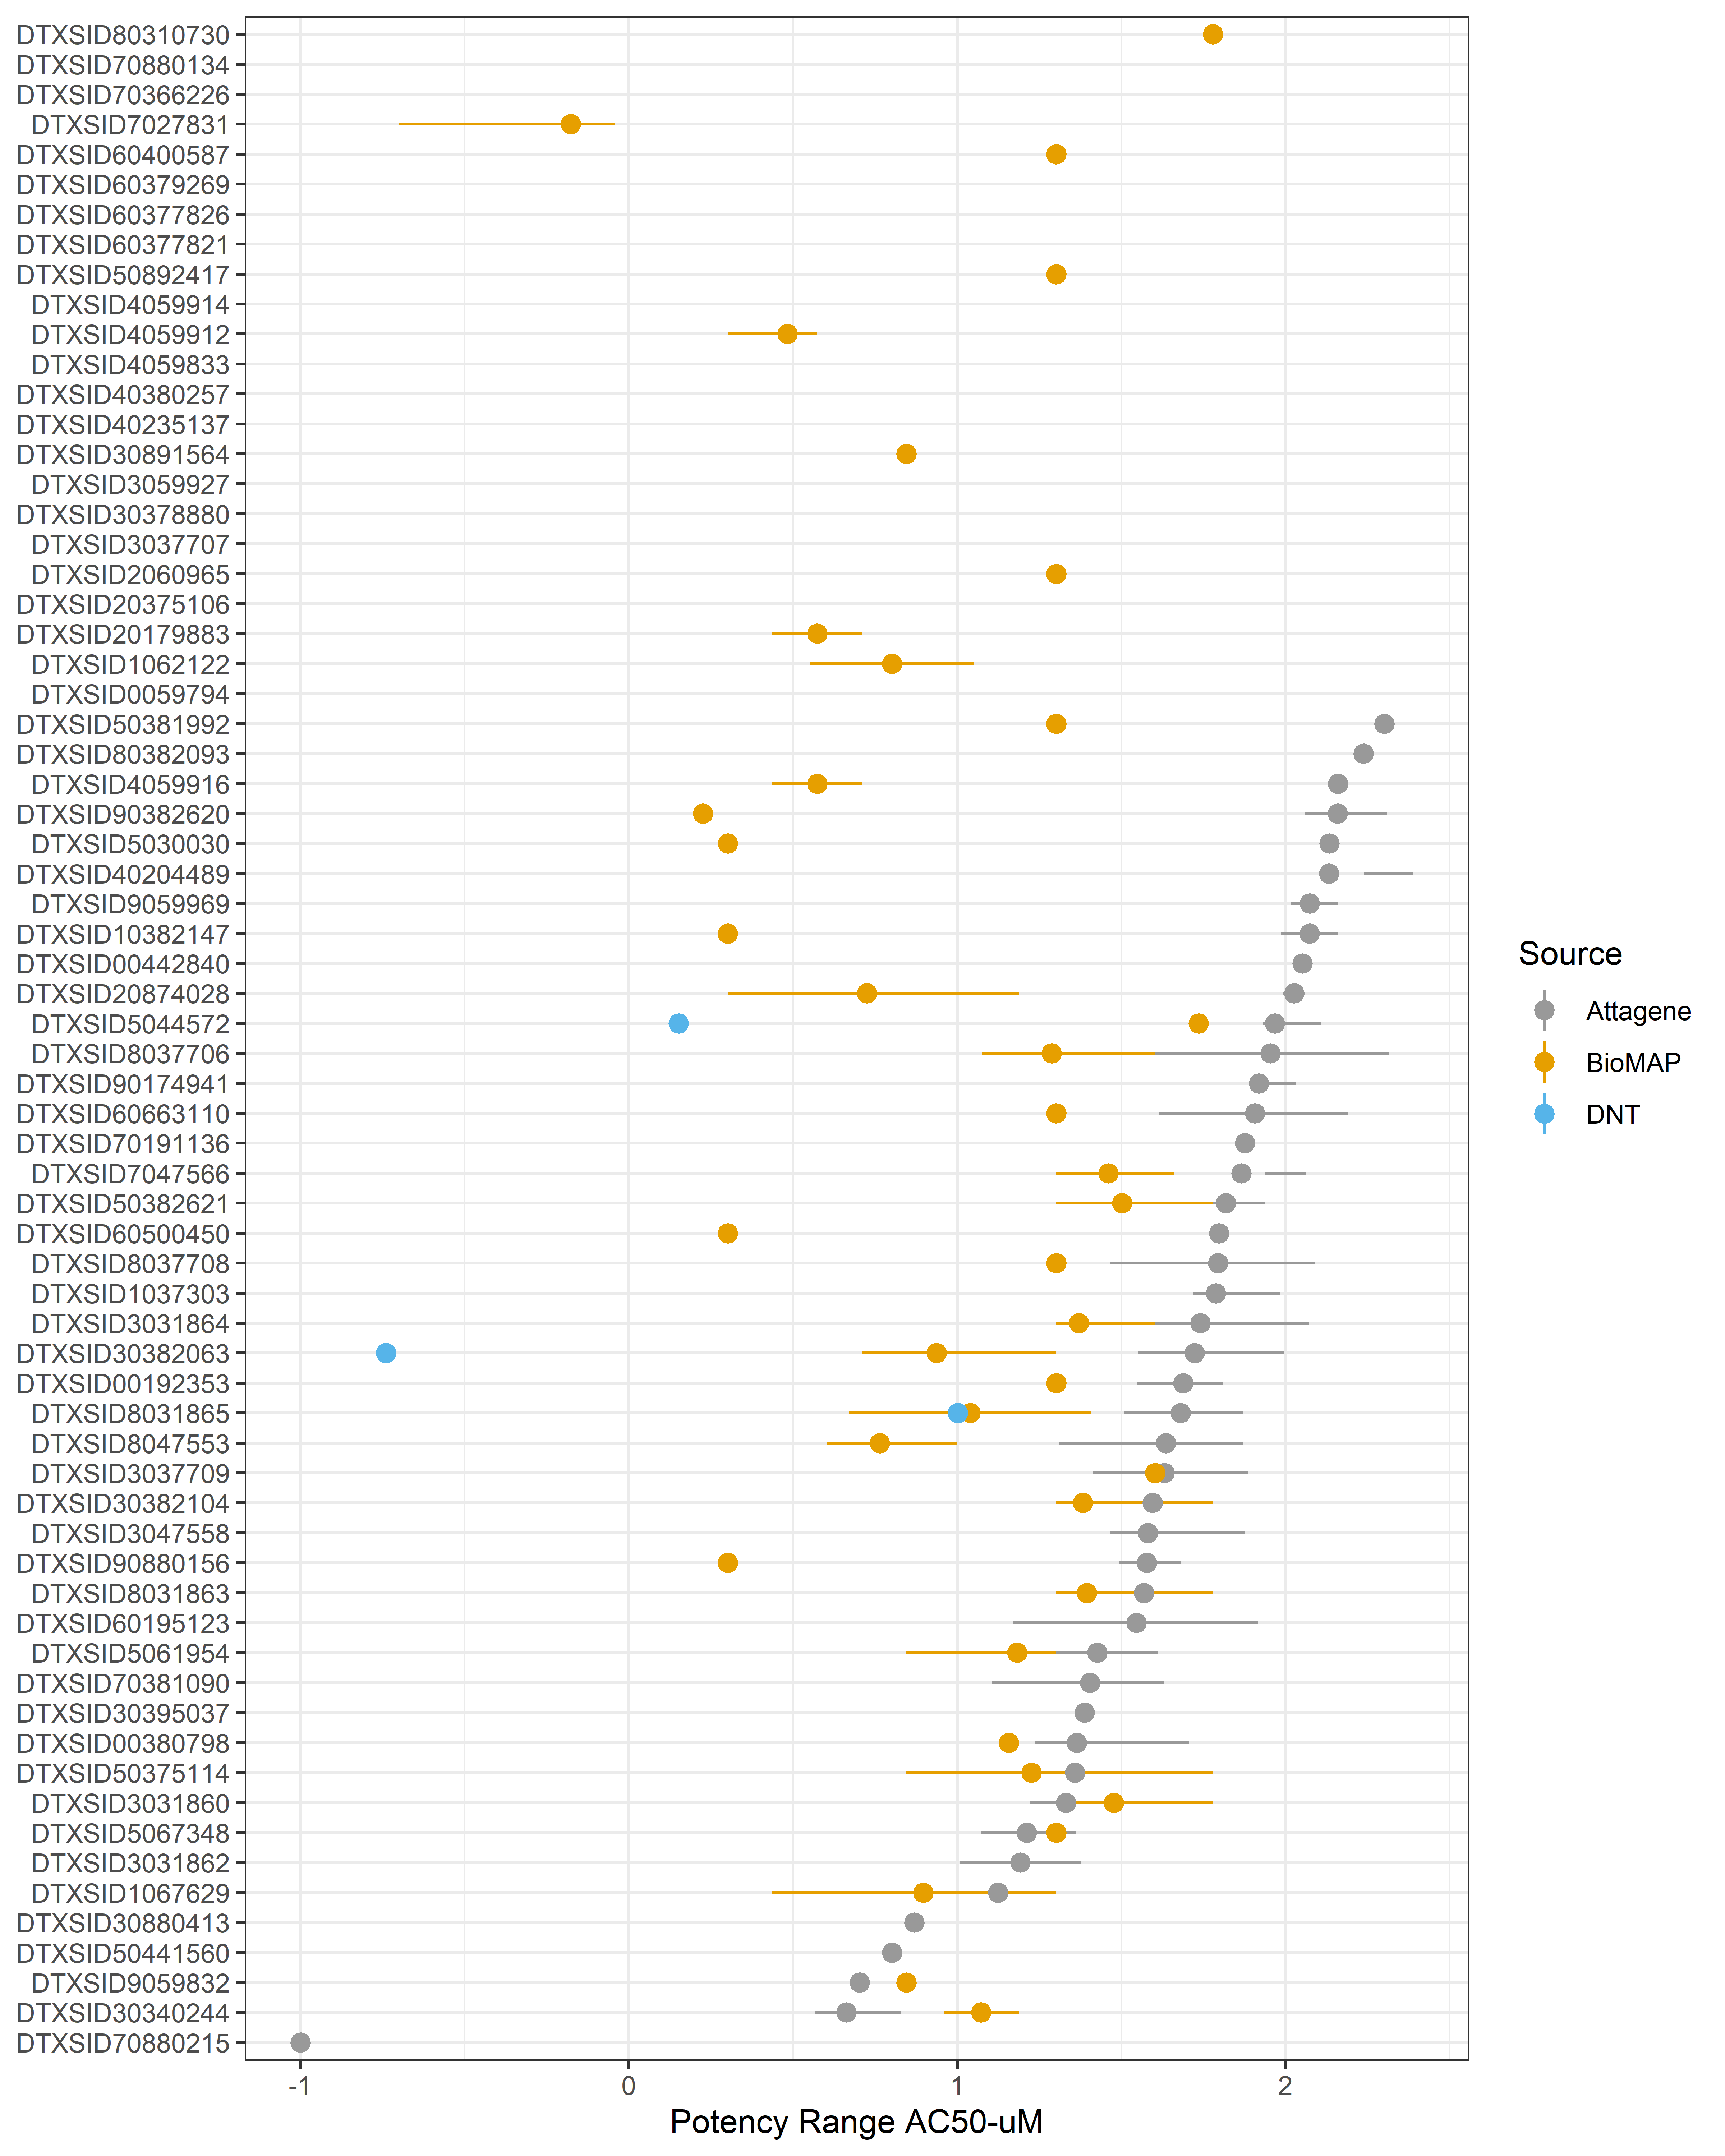 DTXSID80310730
DTXSID70880134
DTXSID70366226
DTXSID7027831
DTXSID60400587
DTXSID60379269
DTXSID60377826
DTXSID60377821
DTXSID50892417
DTXSID4059914
DTXSID4059912
DTXSID4059833
DTXSID40380257
DTXSID40235137
DTXSID30891564
DTXSID3059927
DTXSID30378880
DTXSID3037707
DTXSID2060965
DTXSID20375106
DTXSID20179883
DTXSID1062122
DTXSID0059794
DTXSID50381992
DTXSID80382093
DTXSID4059916
DTXSID90382620
DTXSID5030030
DTXSID40204489
DTXSID9059969
DTXSID10382147
DTXSID00442840
DTXSID20874028
DTXSID5044572
DTXSID8037706
DTXSID90174941
DTXSID60663110
DTXSID70191136
DTXSID7047566
DTXSID50382621
DTXSID60500450
DTXSID8037708
DTXSID1037303
DTXSID3031864
DTXSID30382063
DTXSID00192353
DTXSID8031865
DTXSID8047553
DTXSID3037709
DTXSID30382104
DTXSID3047558
DTXSID90880156
DTXSID8031863
DTXSID60195123
DTXSID5061954
DTXSID70381090
DTXSID30395037
DTXSID00380798
DTXSID50375114
DTXSID3031860
DTXSID5067348
DTXSID3031862
DTXSID1067629
DTXSID30880413
DTXSID50441560
DTXSID9059832
DTXSID30340244
DTXSID70880215
-1 0 1 2
Potency Range AC50-uM
Source
Attagene
BioMAP
DNT